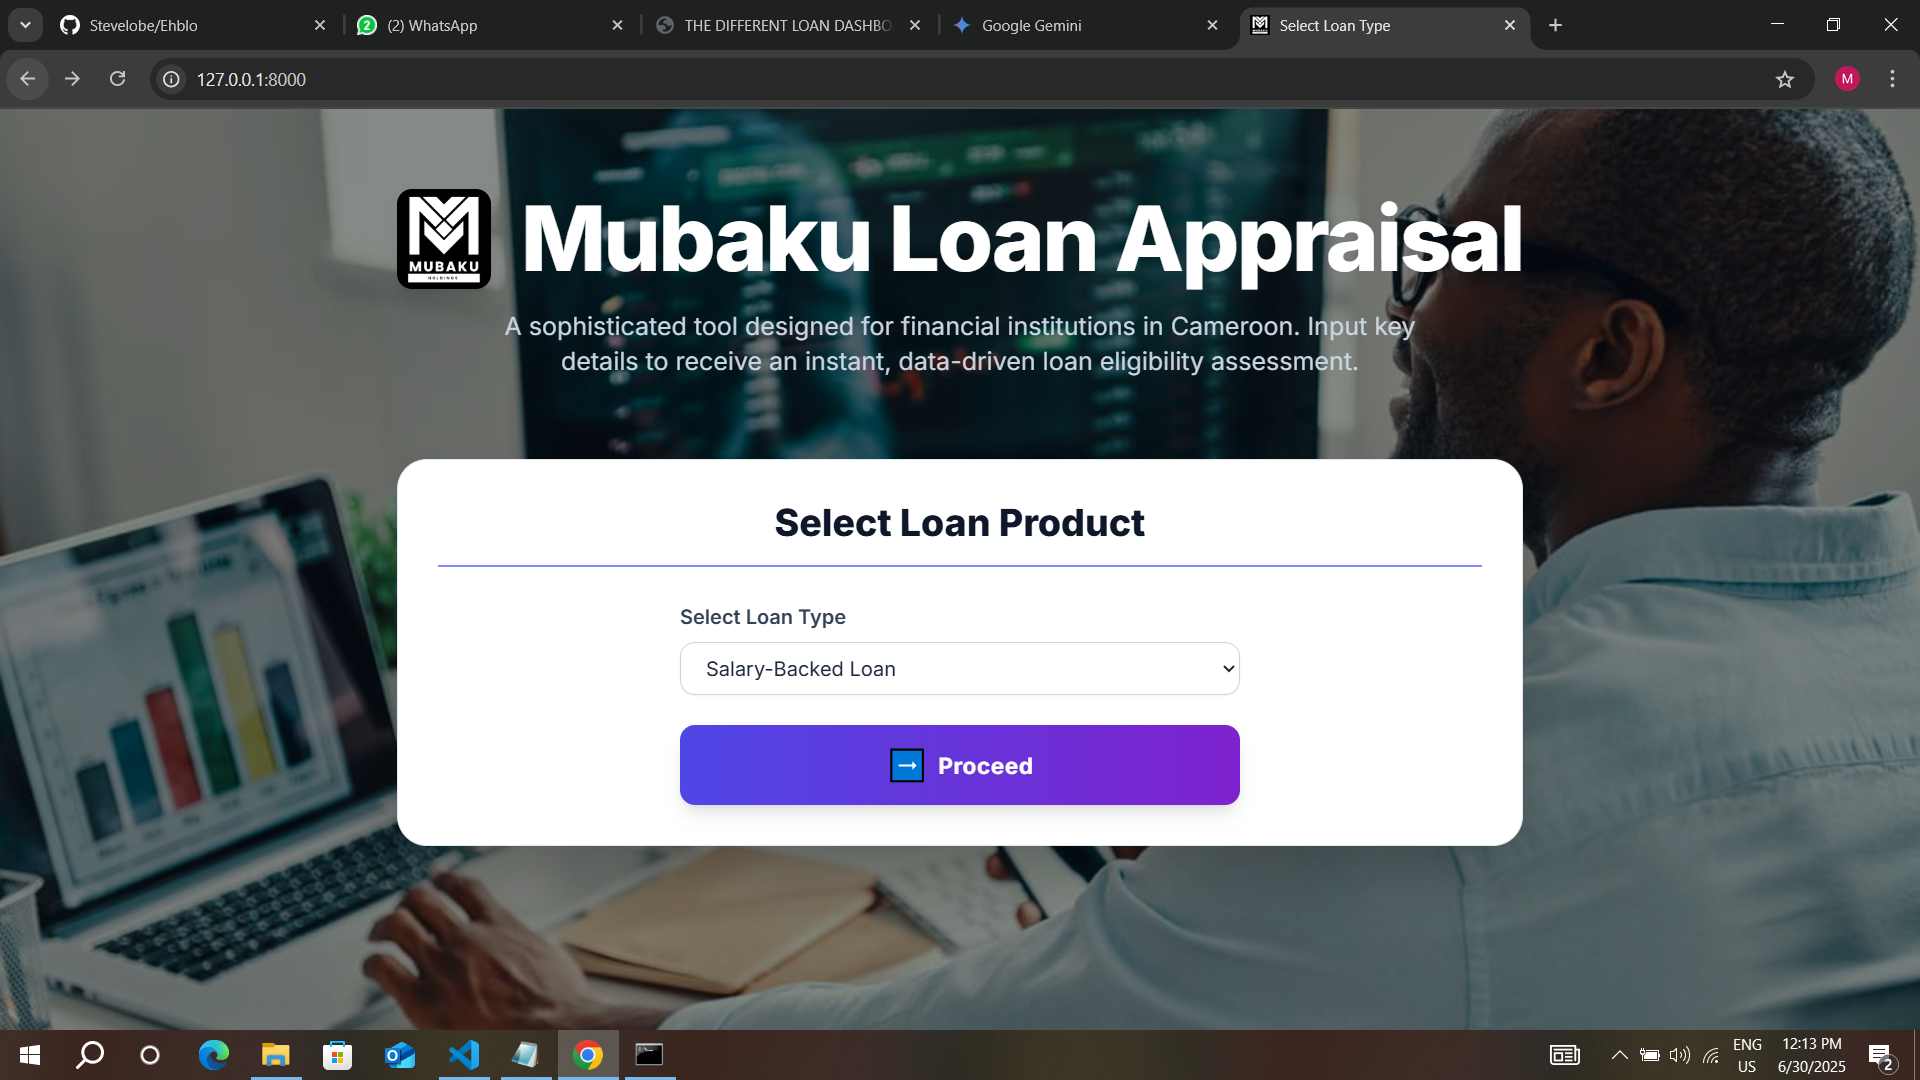 Stevelobe/Ehblo
2
(2) WhatsApp
THE DIFFERENT LOAN DASHBO
Google Gemini
Select Loan Type
127.0.0.1:8000
M
MUBAKU
HOLDINGS
Mubaku Loan Appraisal
A sophisticated tool designed for financial institutions in Cameroon. Input key
details to receive an instant, data-driven loan eligibility assessment.
Select Loan Product
Select Loan Type
Salary-Backed Loan
Proceed
ENG
US
12:13 PM
6/30/2025
2